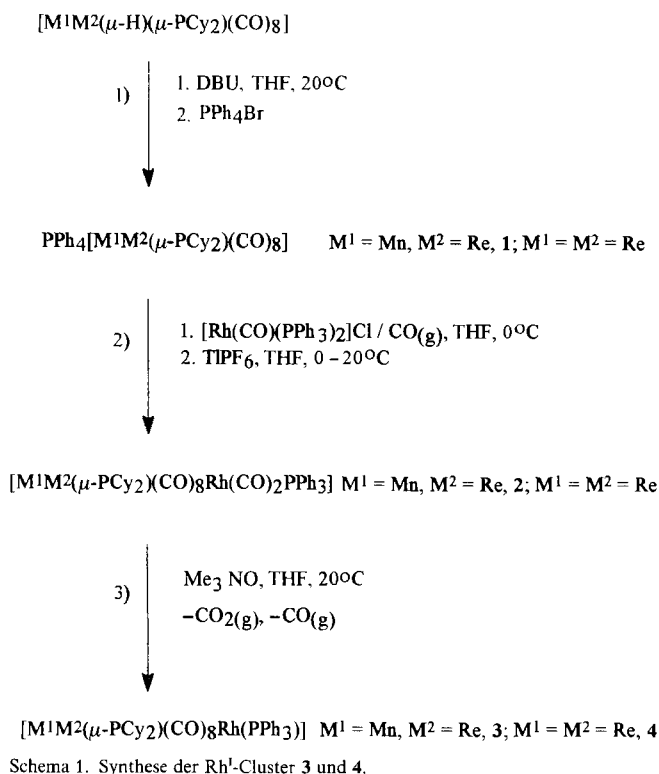 [M1M2(μ-H)(μ-PCy2)(CO)8]
1) 1. DBU, THF, 20°C
2. PPh4Br
PPh4[M1M2(μ-PCy2)(CO)8] M1 = Mn, M2 = Re, 1; M1 = M2 = Re
2) 1. [Rh(CO)(PPh3)2]Cl / CO(g), THF, 0°C
2. TlPF6, THF, 0 – 20°C
[M1M2(μ-PCy2)(CO)8Rh(CO)2PPh3] M1 = Mn, M2 = Re, 2; M1 = M2 = Re
3) Me3 NO, THF, 20°C
–CO2(g), –CO(g)
[M1M2(μ-PCy2)(CO)8Rh(PPh3)] M1 = Mn, M2 = Re, 3; M1 = M2 = Re, 4
Schema 1. Synthese der RhI-Cluster 3 und 4.